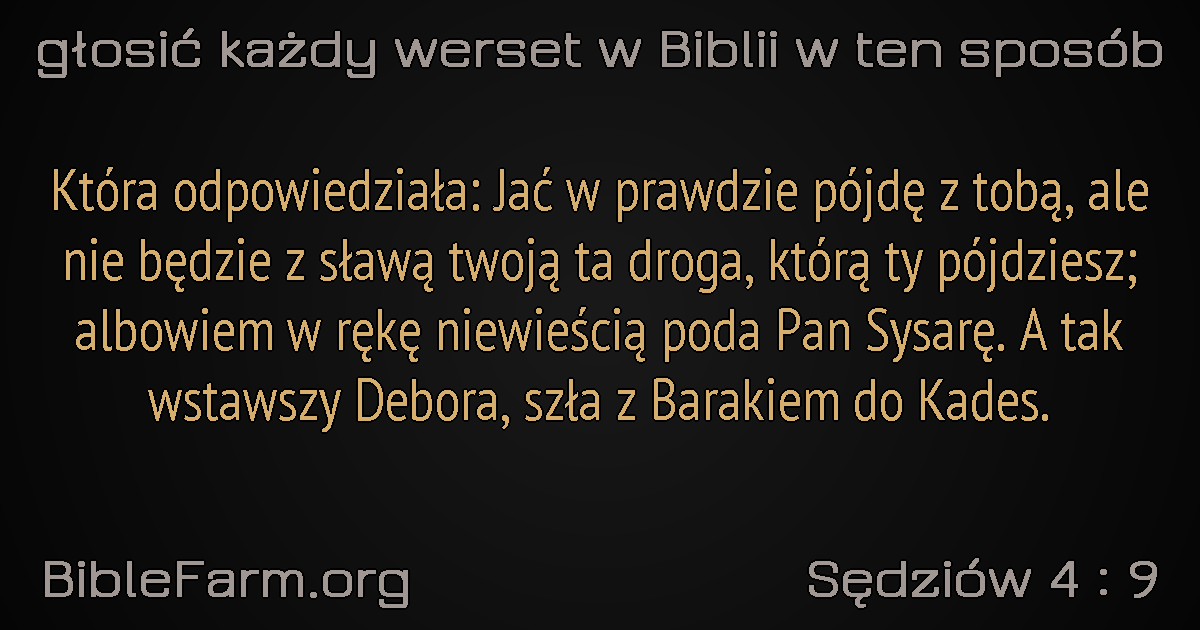 głosić każdy werset w Biblii w ten sposób
Która odpowiedziała: Jać w prawdzie pójdę z tobą, ale
nie będzie z sławą twoją ta droga, którą ty pójdziesz;
albowiem w rękę niewieścią poda Pan Sysarę. A tak
wstawszy Debora, szła z Barakiem do Kades.
BibleFarm.org
Sędziów 4 : 9